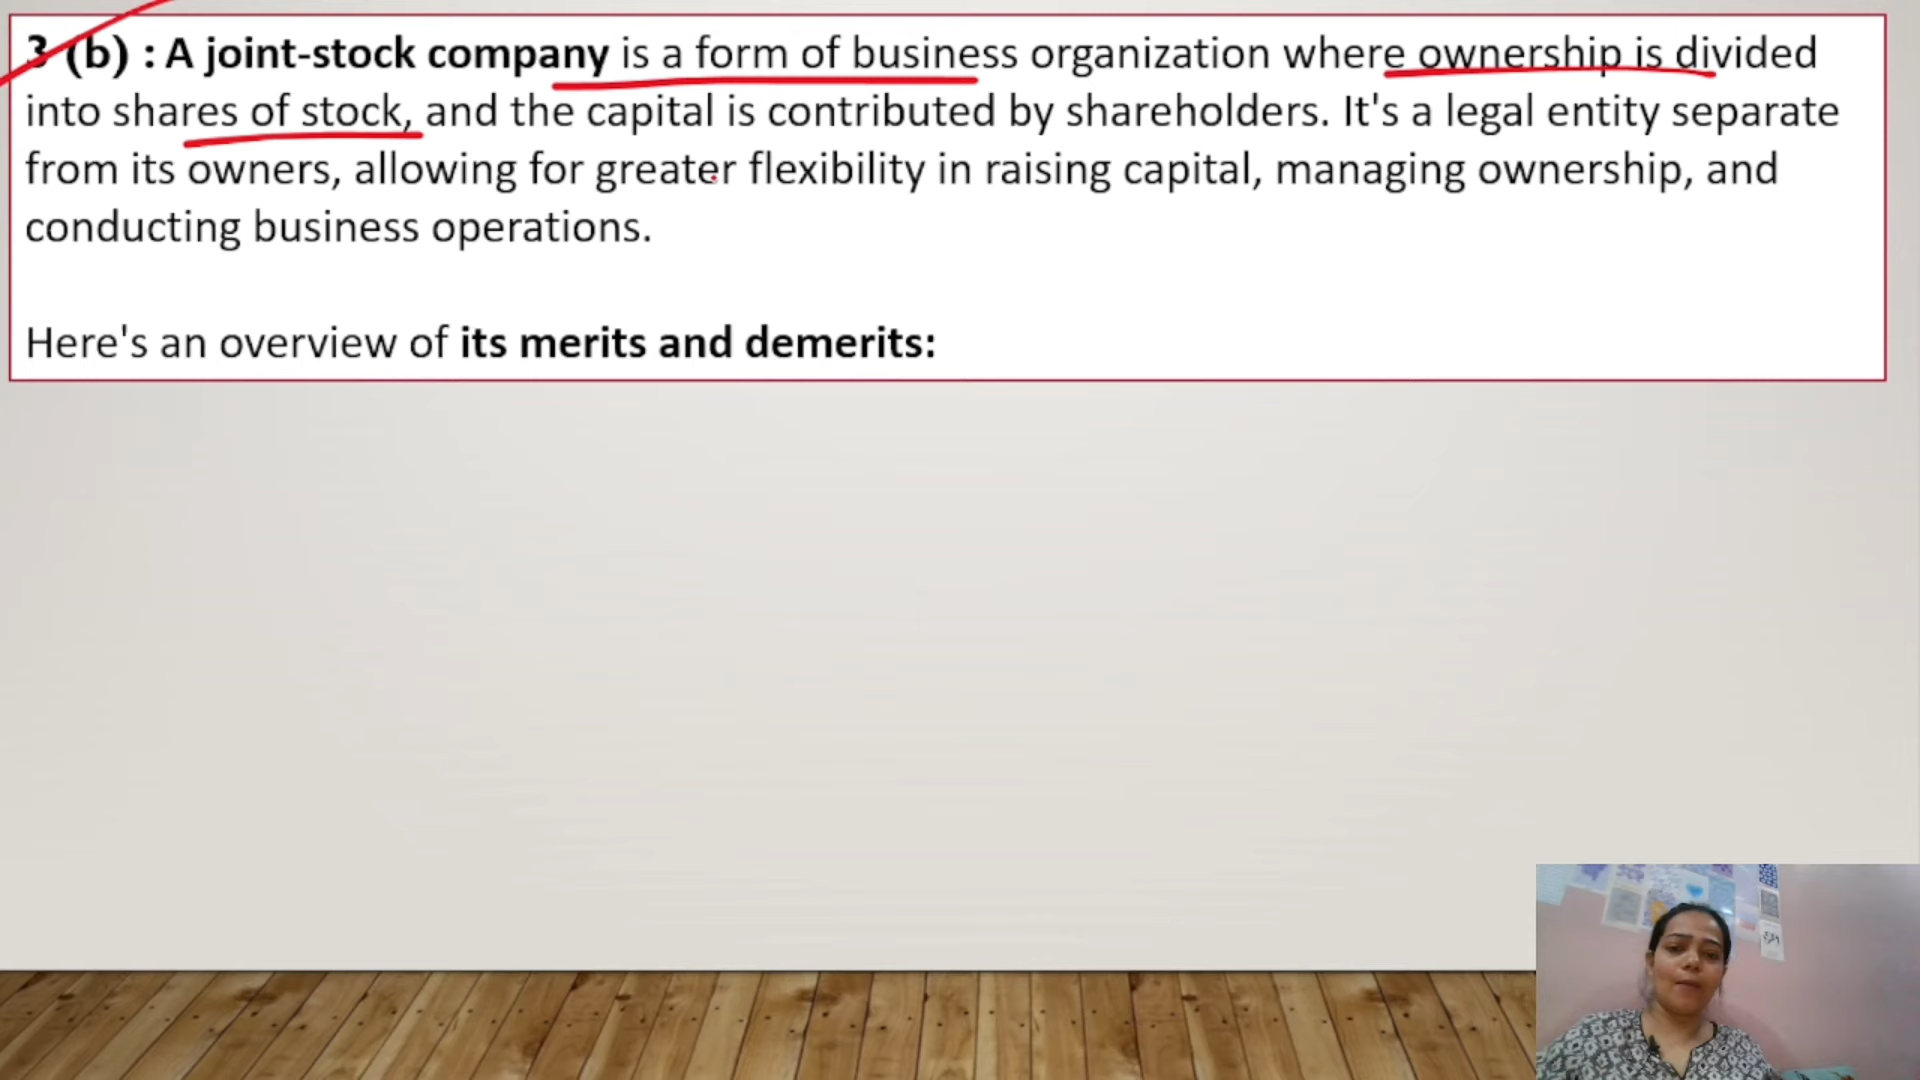 3 (b) : A joint-stock company is a form of business organization where ownership is divided
into shares of stock, and the capital is contributed by shareholders. It's a legal entity separate
from its owners, allowing for greater flexibility in raising capital, managing ownership, and
conducting business operations.
Here's an overview of its merits and demerits: